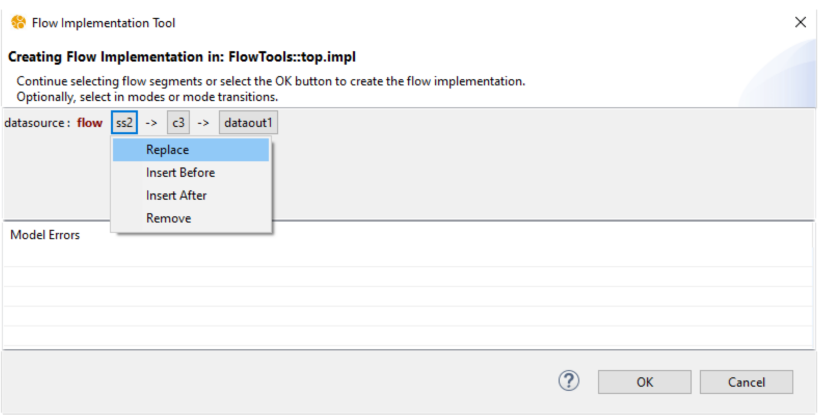 Flow Implementation Tool
Creating Flow Implementation in: FlowTools::top.impl
Continue selecting flow segments or select the OK button to create the flow implementation.
Optionally, select in modes or mode transitions.
datasource : flow ss2 -> c3 -> dataout1
Replace
Insert Before
Insert After
Remove
Model Errors
? OK Cancel